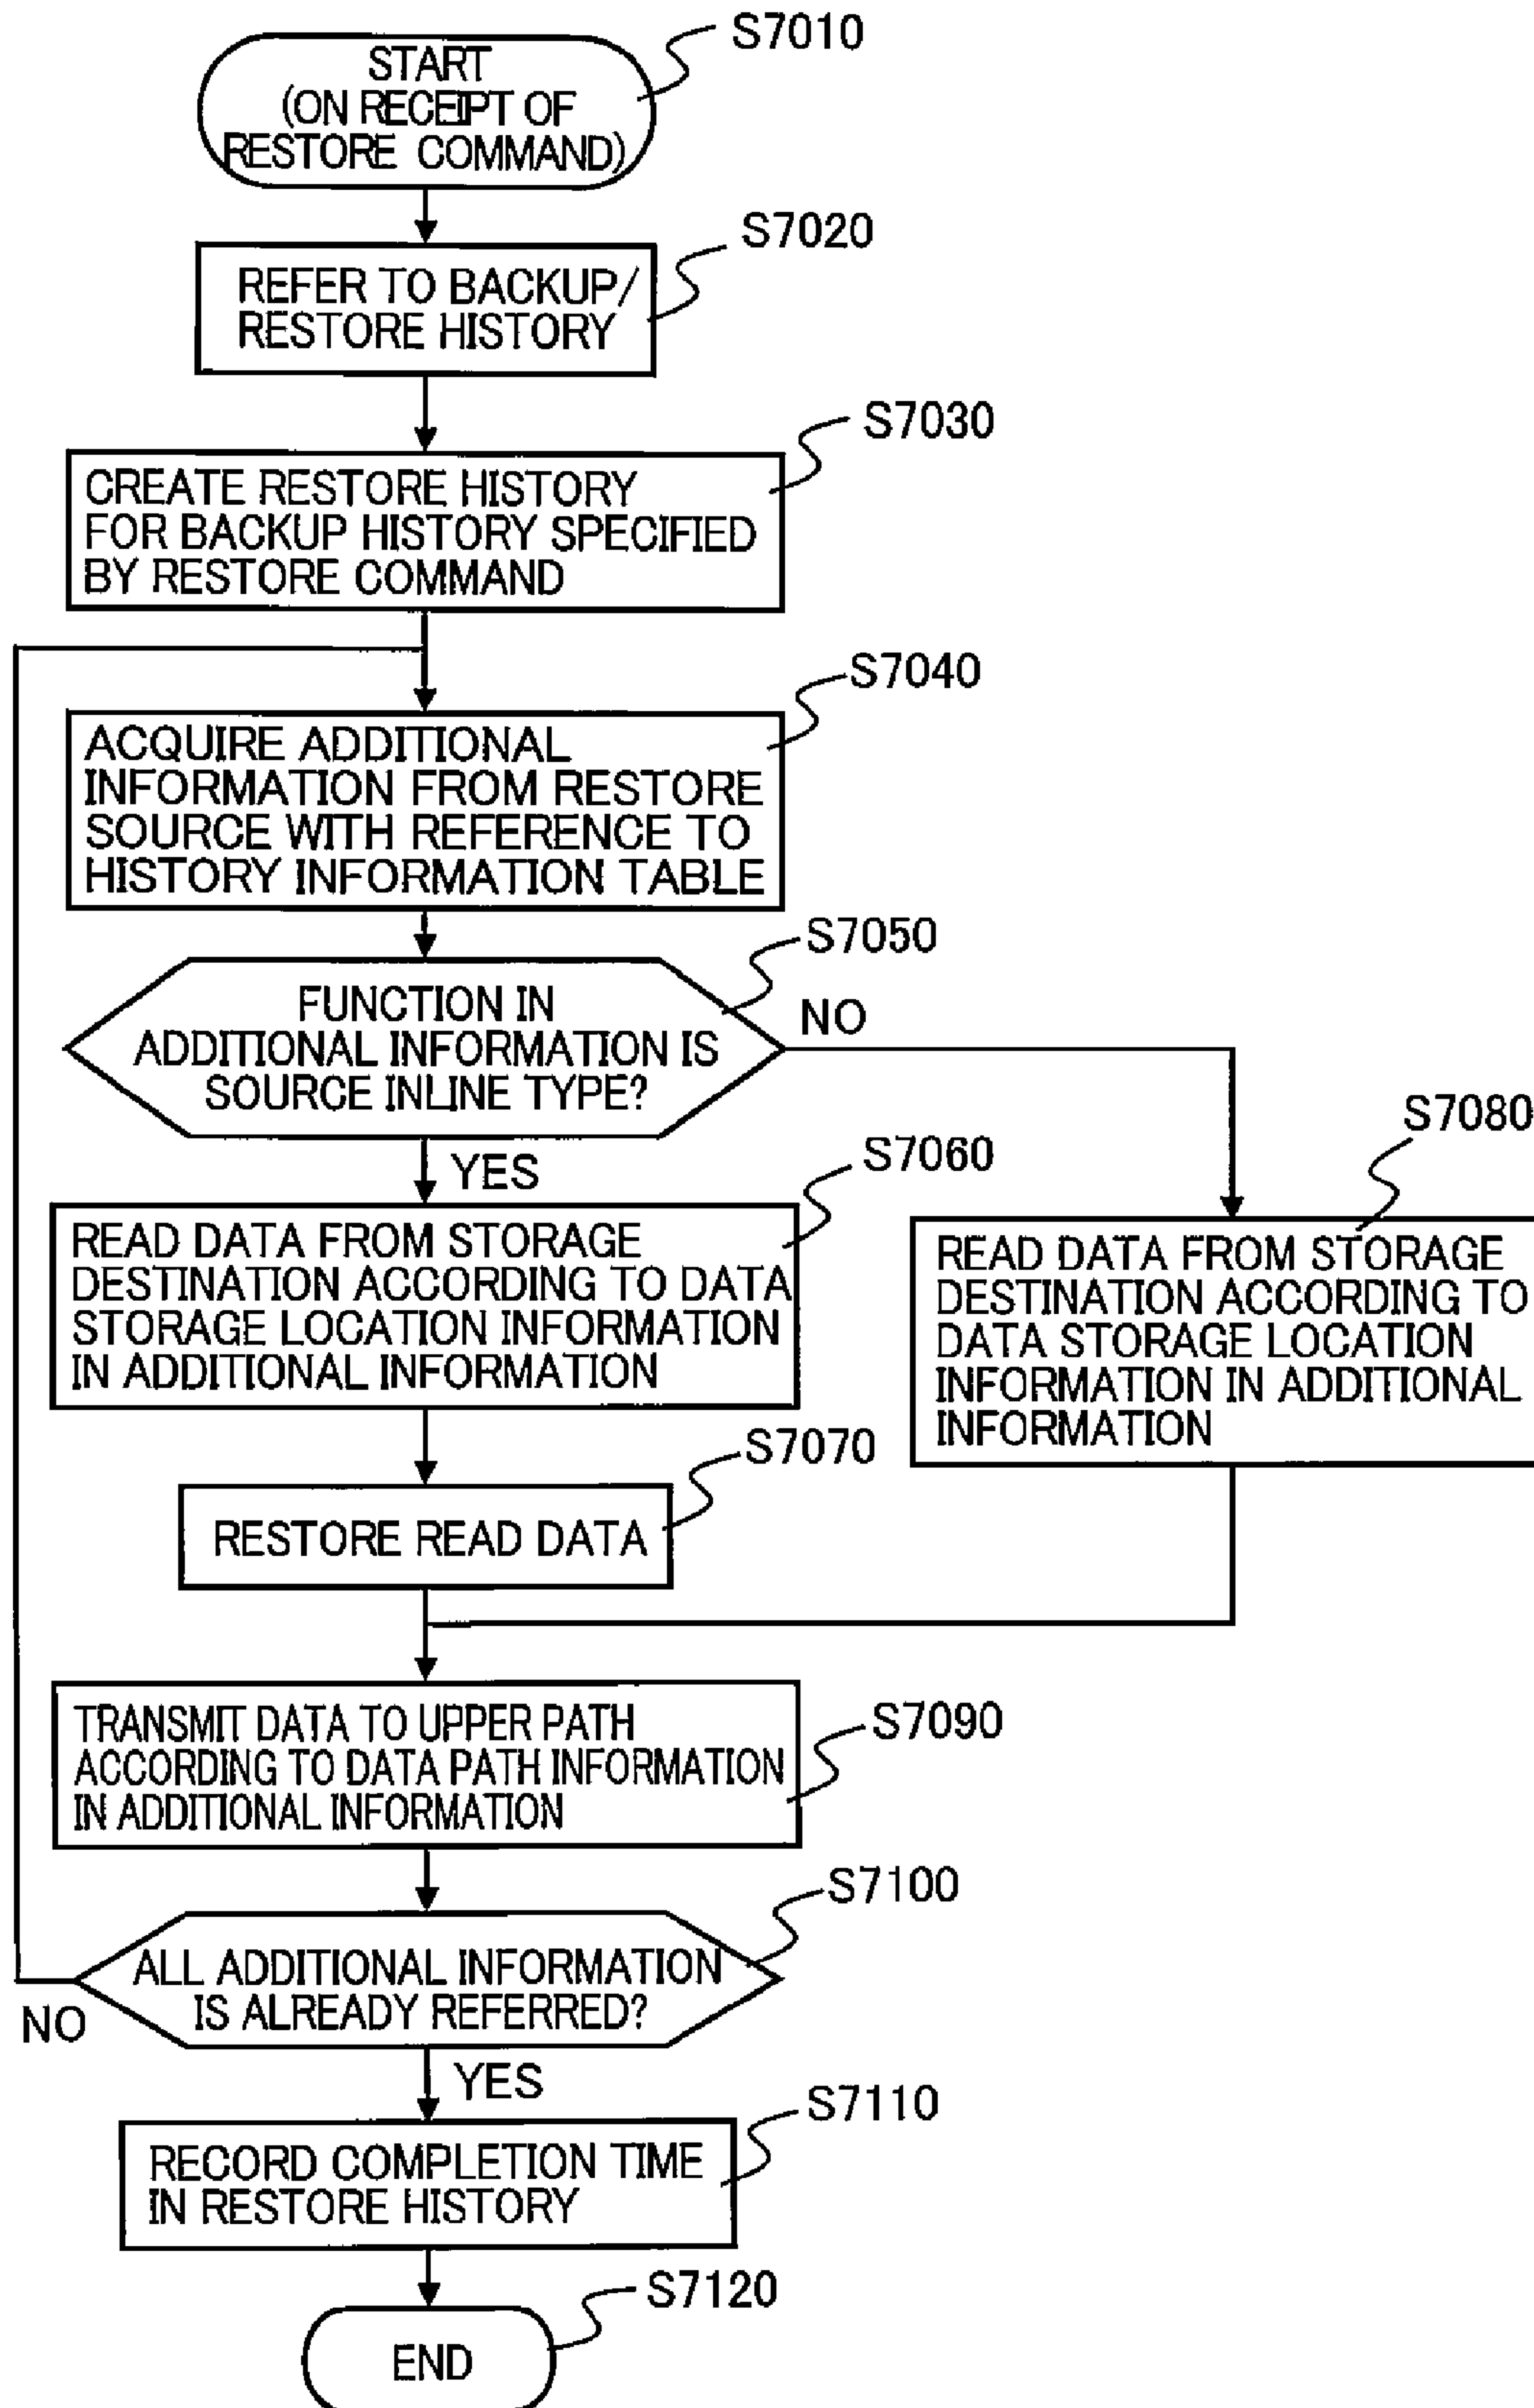 S7010
START
(ON RECEIPT OF
RESTORE COMMAND)
S7020
REFER TO BACKUP/
RESTORE HISTORY
S7030
CREATE RESTORE HISTORY
FOR BACKUP HISTORY SPECIFIED
BY RESTORE COMMAND
S7040
ACQUIRE ADDITIONAL
INFORMATION FROM RESTORE
SOURCE WITH REFERENCE TO
HISTORY INFORMATION TABLE
S7050
FUNCTION IN
ADDITIONAL INFORMATION IS
SOURCE INLINE TYPE?
NO
YES
S7060
READ DATA FROM STORAGE
DESTINATION ACCORDING TO DATA
STORAGE LOCATION INFORMATION
IN ADDITIONAL INFORMATION
S7080
READ DATA FROM STORAGE
DESTINATION ACCORDING TO
DATA STORAGE LOCATION
INFORMATION IN ADDITIONAL
INFORMATION
S7070
RESTORE READ DATA
S7090
TRANSMIT DATA TO UPPER PATH
ACCORDING TO DATA PATH INFORMATION
IN ADDITIONAL INFORMATION
S7100
ALL ADDITIONAL INFORMATION
IS ALREADY REFERRED?
NO
YES
S7110
RECORD COMPLETION TIME
IN RESTORE HISTORY
S7120
END